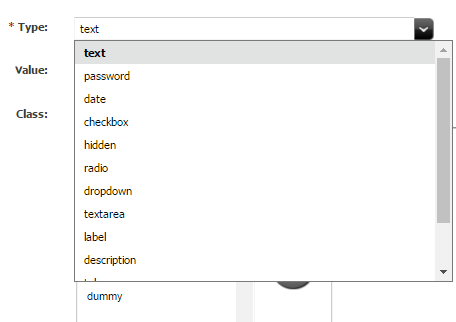 * Type:
text
text
password
Value:
date
Class:
checkbox
hidden
radio
dropdown
textarea
label
description
dummy